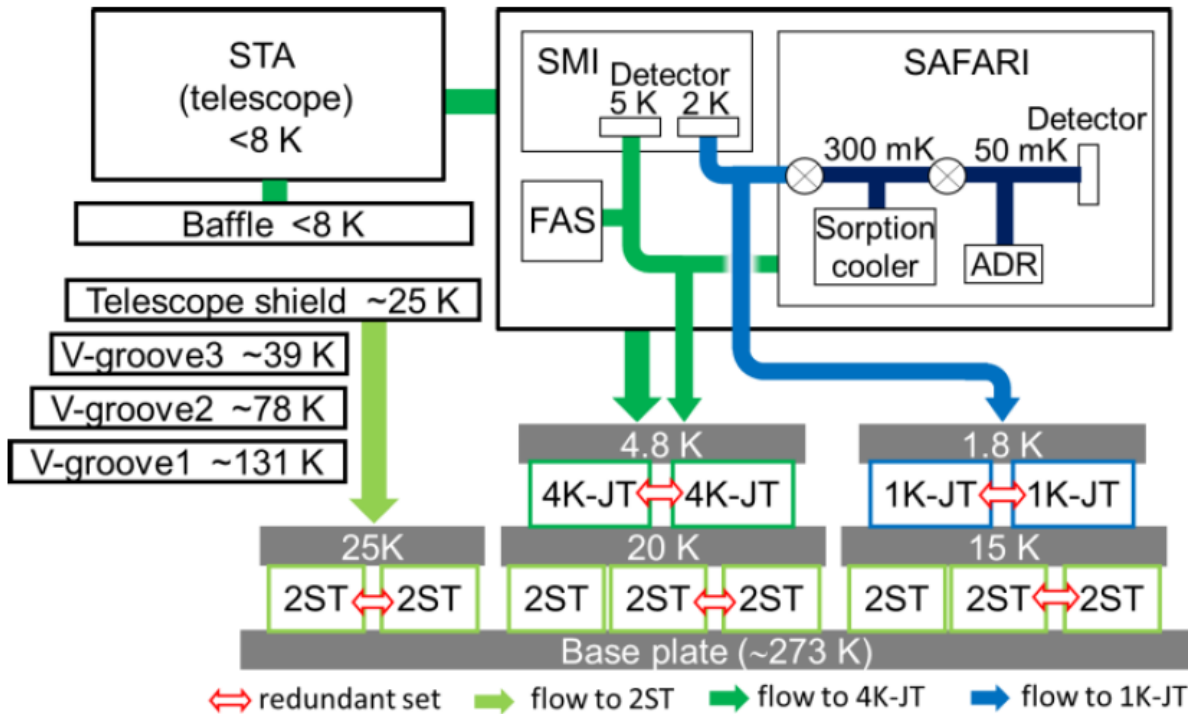 STA
(telescope)
<8 K
Baffle <8 K
Telescope shield ~25 K
V-groove3 ~39 K
V-groove2 ~78 K
V-groove1 ~131 K
SMI
Detector
5 K 2 K
FAS
SAFARI
Detector
300 mK 50 mK
Sorption
cooler
ADR
4.8 K
1.8 K
4K-JT 4K-JT
1K-JT 1K-JT
25K
20 K
15 K
2ST 2ST
2ST 2ST 2ST
2ST 2ST 2ST
Base plate (~273 K)
redundant set
flow to 2ST
flow to 4K-JT
flow to 1K-JT